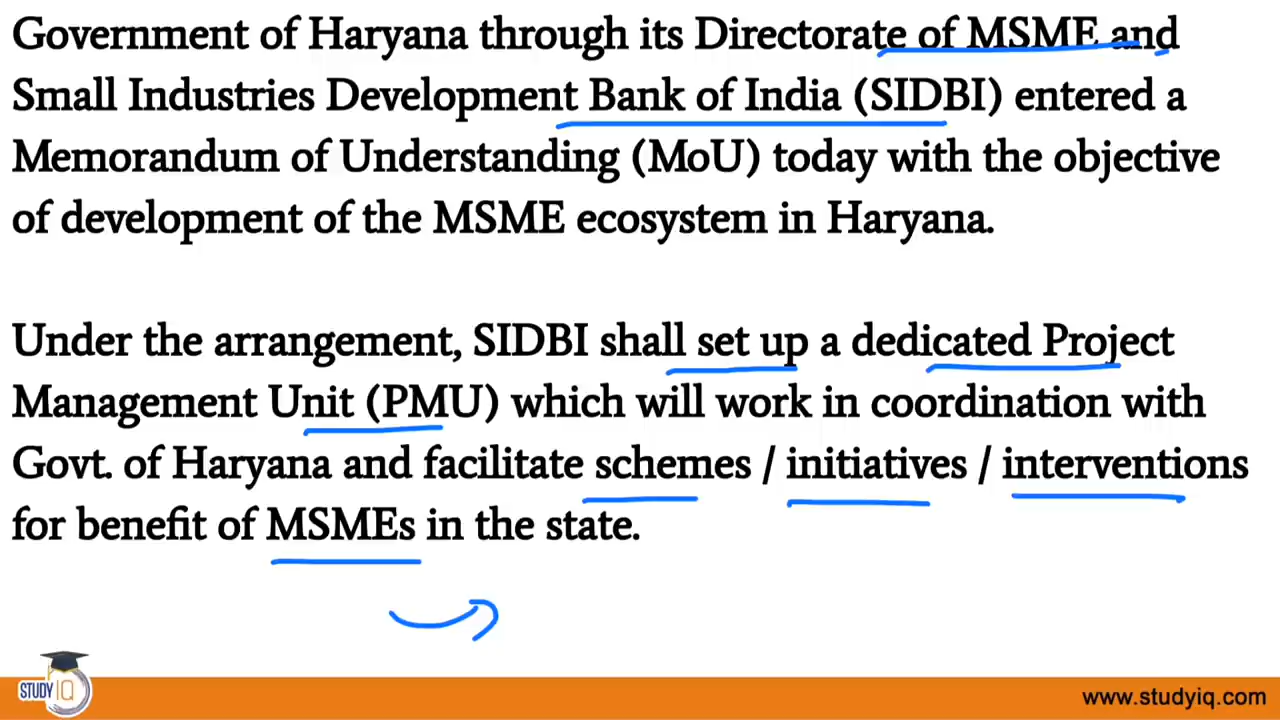 Government of Haryana through its Directorate of MSME and
Small Industries Development Bank of India (SIDBI) entered a
Memorandum of Understanding (MoU) today with the objective
of development of the MSME ecosystem in Haryana.
Under the arrangement, SIDBI shall set up a dedicated Project
Management Unit (PMU) which will work in coordination with
Govt. of Haryana and facilitate schemes / initiatives / interventions
for benefit of MSMEs in the state.
STUDY IQ
www.studyiq.com